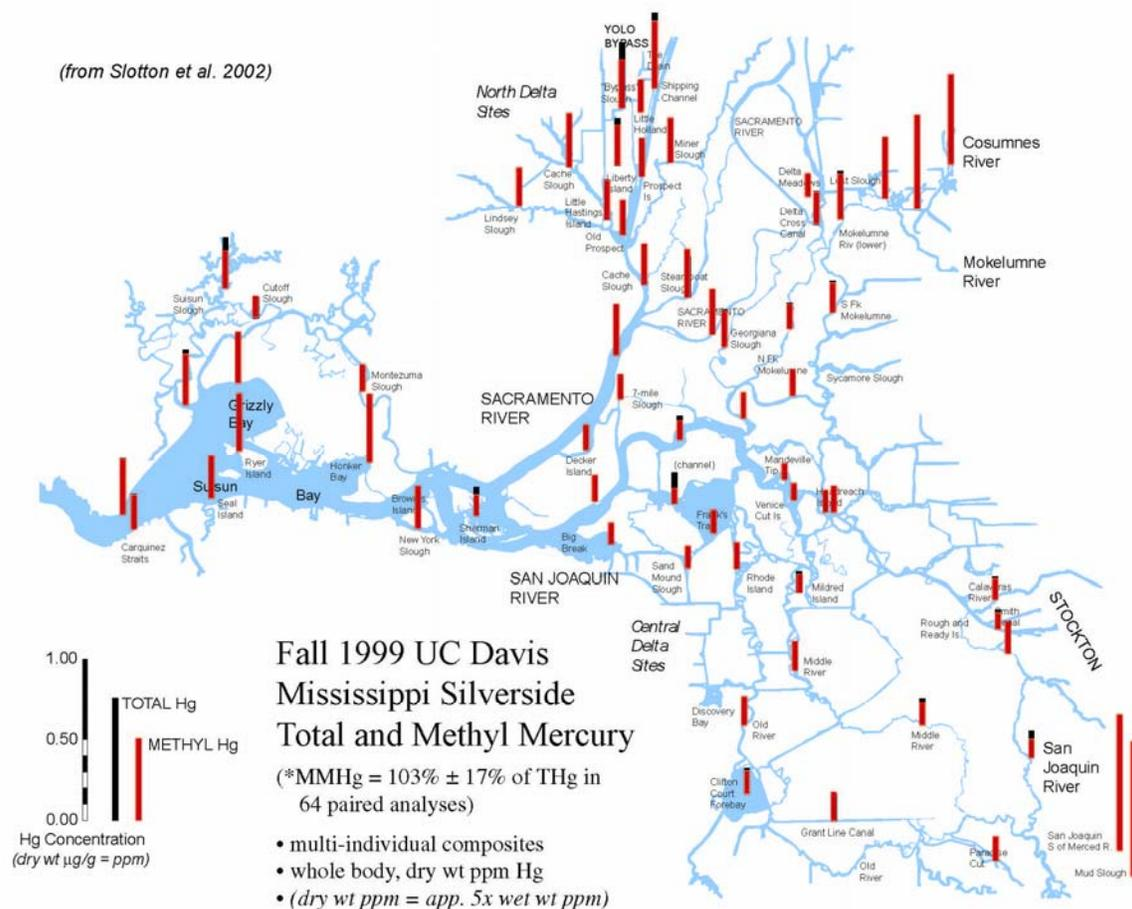 (from Slotton et al. 2002)
YOLO
BYPASS
The
Drain
North Delta
Sites
"Bypass"
Slough
Shipping
Channel
Little
Holland
SACRAMENTO
RIVER
Miner
Slough
Cosumnes
River
Cache
Slough
Liberty
Island
Prospect
Is
Delta
Meadows
Lost Slough
Lindsey
Slough
Little
Hastings
Island
Old
Prospect
Delta
Cross
Canal
Mokelumne
Riv (lower)
Mokelumne
River
Cache
Slough
Steamboat
Slough
Suisun
Slough
Cutoff
Slough
SACRAMENTO
RIVER
Georgiana
Slough
S Fk
Mokelumne
N Fk
Mokelumne
Sycamore Slough
Montezuma
Slough
SACRAMENTO
RIVER
7-mile
Slough
Grizzly
Bay
Ryer
Island
Honker
Bay
Decker
Island
(channel)
Mandeville
Tip
Suisun
Bay
Seal
Island
Browns
Island
Sherman
Island
Frank's
Tract
Venice
Cut Is
Headreach
Island
Carquinez
Straits
New York
Slough
Big
Break
SAN JOAQUIN
RIVER
Sand
Mound
Slough
Rhode
Island
Mildred
Island
Calaveras
River
Smith
Canal
Rough and
Ready Is.
STOCKTON
Central
Delta
Sites
Middle
River
Discovery
Bay
Old
River
Middle
River
San
Joaquin
River
Clifton
Court
Forebay
Grant Line Canal
San Joaquin
S of Merced R.
Paradise
Cut
Old
River
Mud Slough
1.00
TOTAL Hg
0.50
METHYL Hg
0.00
Hg Concentration
(dry wt µg/g = ppm)
Fall 1999 UC Davis
Mississippi Silverside
Total and Methyl Mercury
(*MMHg = 103% ± 17% of THg in
64 paired analyses)
• multi-individual composites
• whole body, dry wt ppm Hg
• (dry wt ppm = app. 5x wet wt ppm)